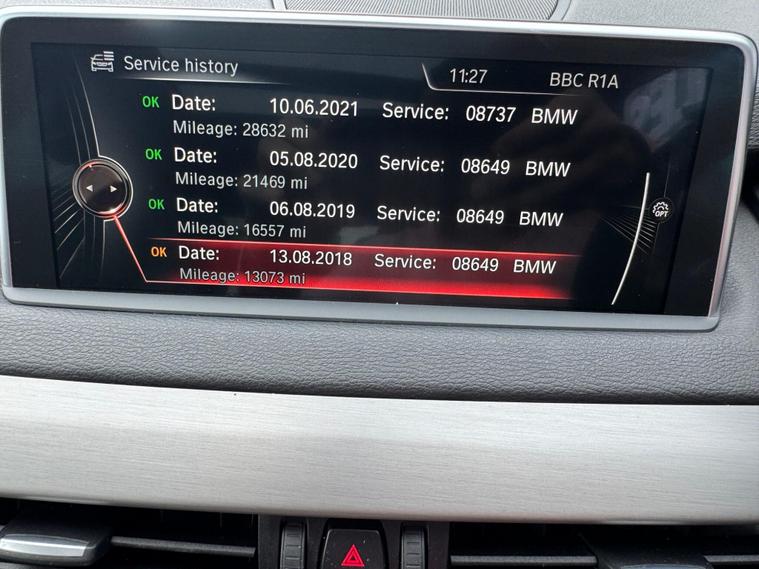 Service history 11:27 BBC R1A
OK Date: 10.06.2021 Service: 08737 BMW
Mileage: 28632 mi
OK Date: 05.08.2020 Service: 08649 BMW
Mileage: 21469 mi
OK Date: 06.08.2019 Service: 08649 BMW
Mileage: 16557 mi
OK Date: 13.08.2018 Service: 08649 BMW
Mileage: 13073 mi
OPT